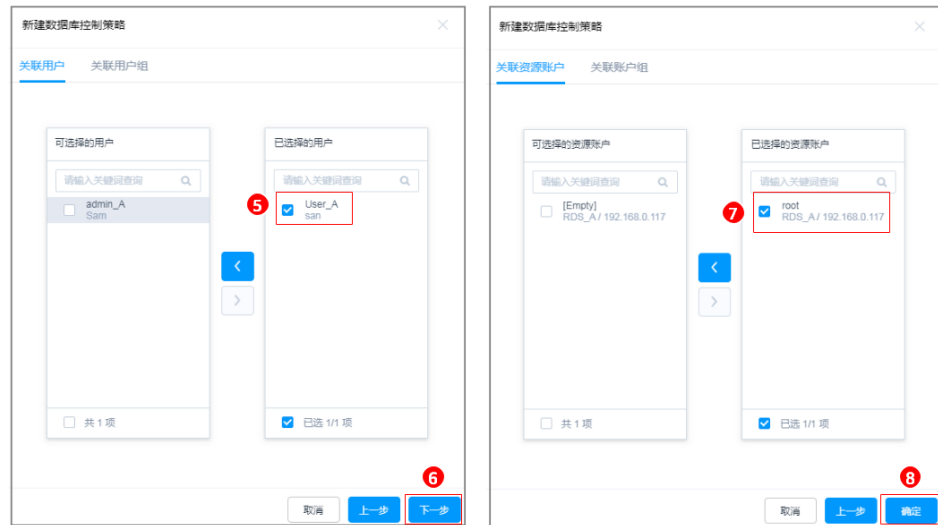 新建数据库控制策略
关联用户 关联用户组
可选择的用户
请输入关键词查询
admin_A
Sam
共 1 项
已选择的用户
请输入关键词查询
5
User_A
san
已选 1/1 项
6
取消 上一步 下一步
新建数据库控制策略
关联资源账户 关联账户组
可选择的资源账户
请输入关键词查询
[Empty]
RDS_A / 192.168.0.117
共 1 项
已选择的资源账户
请输入关键词查询
7
root
RDS_A / 192.168.0.117
已选 1/1 项
8
取消 上一步 确定